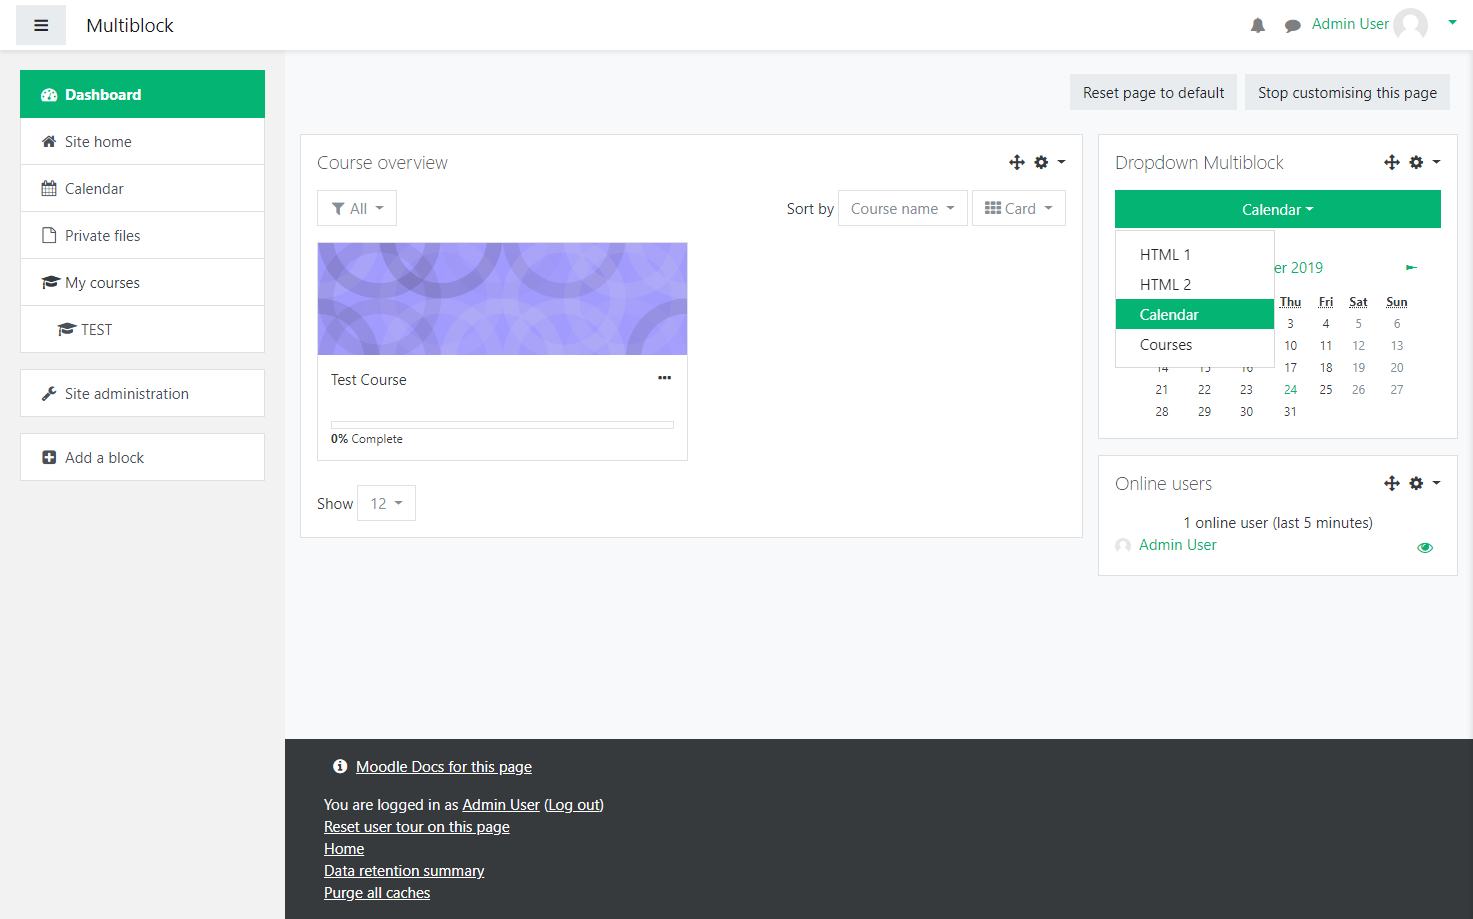 Multiblock
Admin User
Dashboard
Site home
Calendar
Private files
My courses
TEST
Site administration
Add a block
Reset page to default
Stop customising this page
Course overview
All
Sort by Course name Card
Test Course
0% Complete
Show 12
Dropdown Multiblock
Calendar
HTML 1
HTML 2
Calendar
Courses
er 2019
Thu Fri Sat Sun
3 4 5 6
10 11 12 13
14 15 16 17 18 19 20
21 22 23 24 25 26 27
28 29 30 31
Online users
1 online user (last 5 minutes)
Admin User
Moodle Docs for this page
You are logged in as Admin User (Log out)
Reset user tour on this page
Home
Data retention summary
Purge all caches